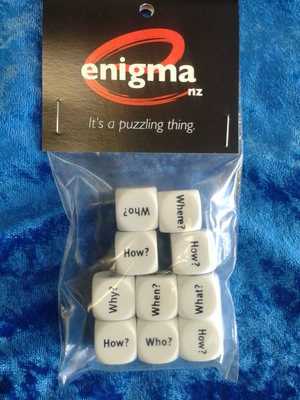 enigma
nz
It's a puzzling thing.
Who?
Where?
How?
How?
Why?
When?
What?
How?
Who?
How?